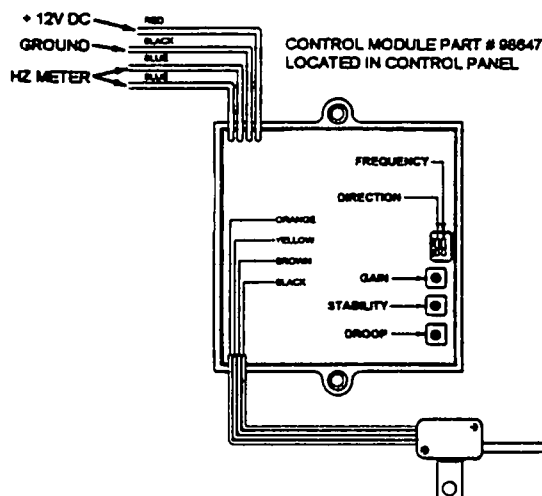 + 12V DC
RED
GROUND
BLACK
BLUE
HZ METER
BLUE
CONTROL MODULE PART # 98647
LOCATED IN CONTROL PANEL
FREQUENCY
DIRECTION
ORANGE
YELLOW
BROWN
BLACK
GAIN
STABILITY
DROOP